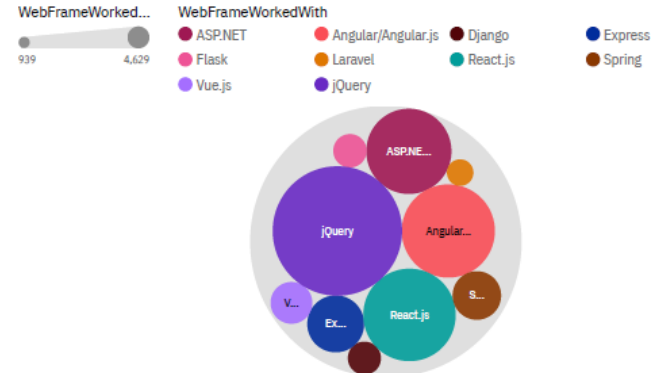 WebFrameWorked... WebFrameWorkedWith
939 4,629
ASP.NET Angular/Angular.js Django Express
Flask Laravel React.js Spring
Vue.js jQuery
ASP.NE...
jQuery
Angular...
S...
V...
React.js
Ex...